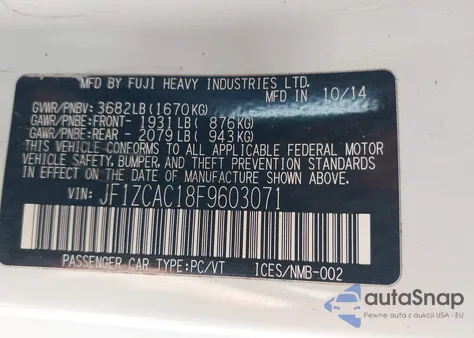 MFD BY FUJI HEAVY INDUSTRIES LTD.
MFD IN 10/14
GVWR/PNBV: 3682LB(1670KG)
GAWR/PNBE:FRONT- 1931LB( 876KG)
GAWR/PNBE:REAR - 2079LB( 943KG)
THIS VEHICLE CONFORMS TO ALL APPLICABLE FEDERAL MOTOR
VEHICLE SAFETY, BUMPER, AND THEFT PREVENTION STANDARDS
IN EFFECT ON THE DATE OF MANUFACTURE SHOWN ABOVE.
VIN: JF1ZCAC18F9603071
PASSENGER CAR TYPE:PC/VT ICES/NMB-002
autoSnap
Pewne auta z aukcji USA i EU